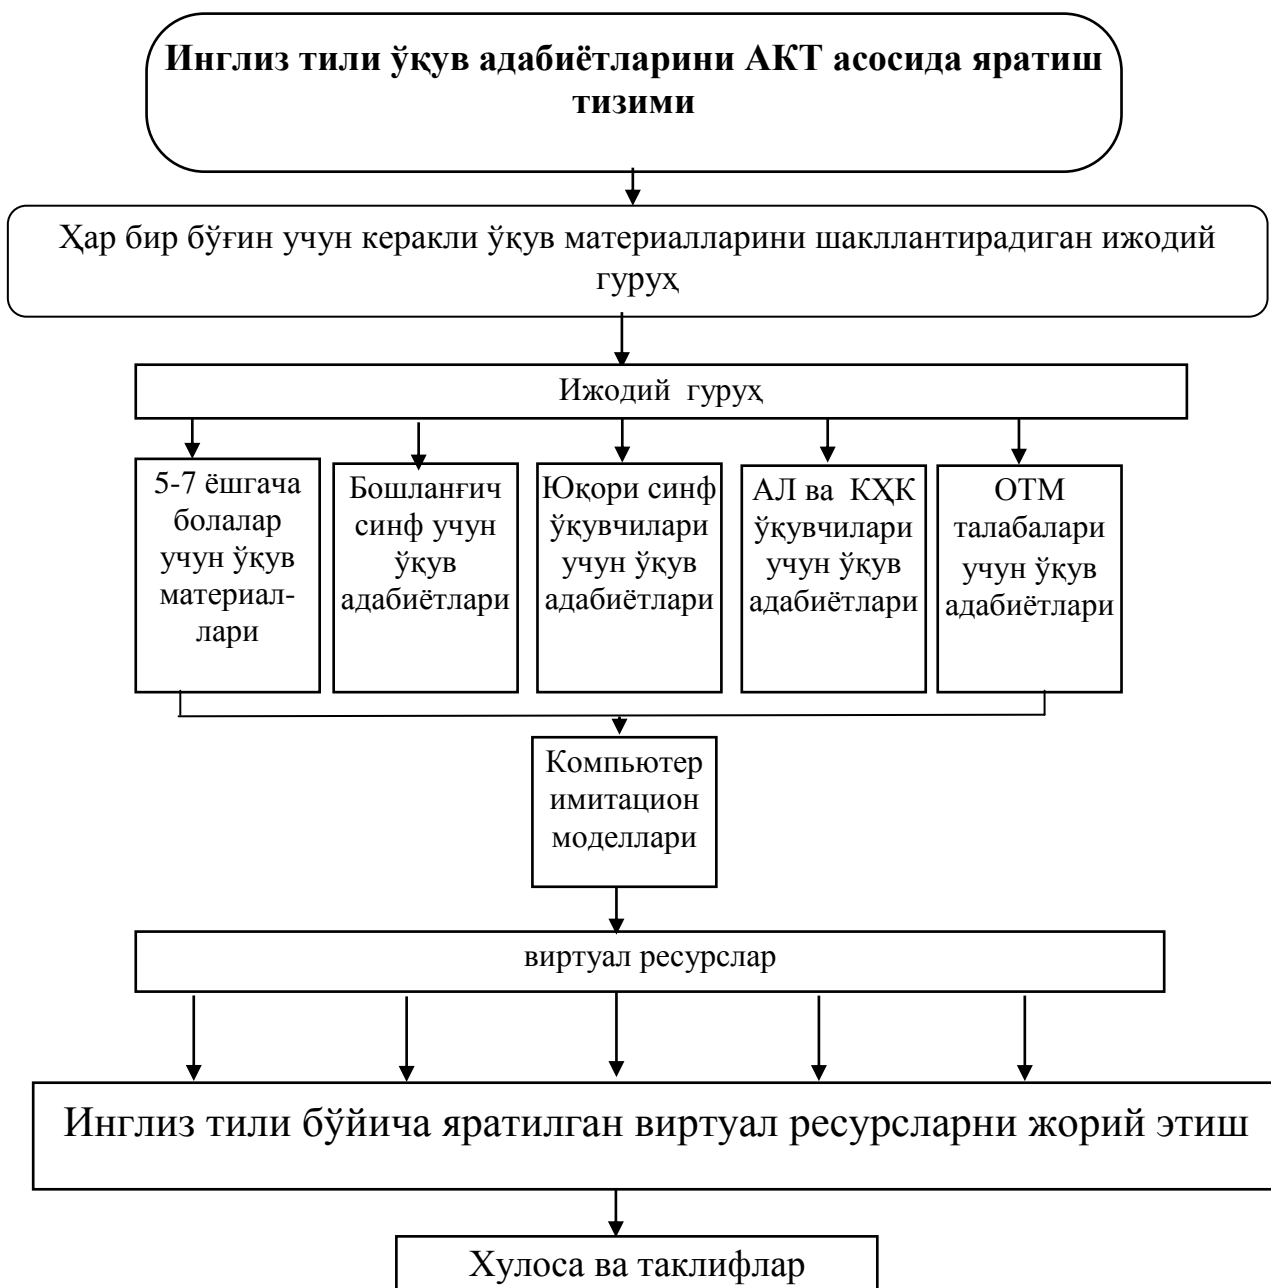 Инглиз тили ўқув адабиётларини АКТ асосида яратиш
тизими
Ҳар бир бўғин учун керакли ўқув материалларини шакллантирадиган ижодий
гуруҳ
Ижодий гуруҳ
5-7 ёшгача
болалар
учун ўқув
материал-
лари
Бошланғич
синф учун
ўқув
адабиётлари
Юқори синф
ўқувчилари
учун ўқув
адабиётлари
АЛ ва КҲК
ўқувчилари
учун ўқув
адабиётлари
ОТМ
талабалари
учун ўқув
адабиётлари
Компьютер
имитацион
моделлари
виртуал ресурслар
Инглиз тили бўйича яратилган виртуал ресурсларни жорий этиш
Хулоса ва таклифлар